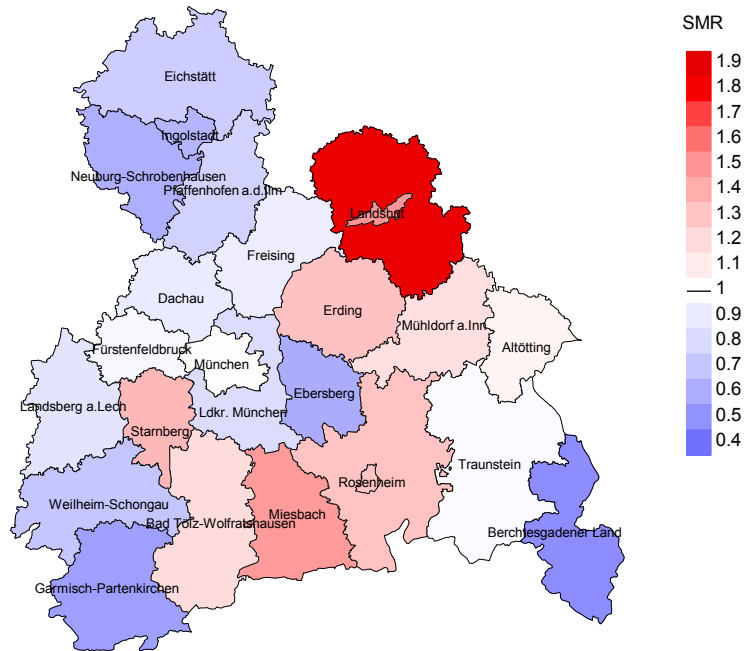 SMR
Eichstätt
Ingolstadt
Neuburg-Schrobenhausen
Pfaffenhofen a.d.Ilm
Landshut
Freising
Dachau
Erding
Mühldorf a.Inn
Altötting
Fürstenfeldbruck
München
Landsberg a.Lech
Starnberg
Ldkr. München
Ebersberg
Traunstein
Rosenheim
Weilheim-Schongau
Bad Tölz-Wolfratshausen
Miesbach
Berchtesgadener Land
Garmisch-Partenkirchen
1.9
1.8
1.7
1.6
1.5
1.4
1.3
1.2
1.1
1
0.9
0.8
0.7
0.6
0.5
0.4